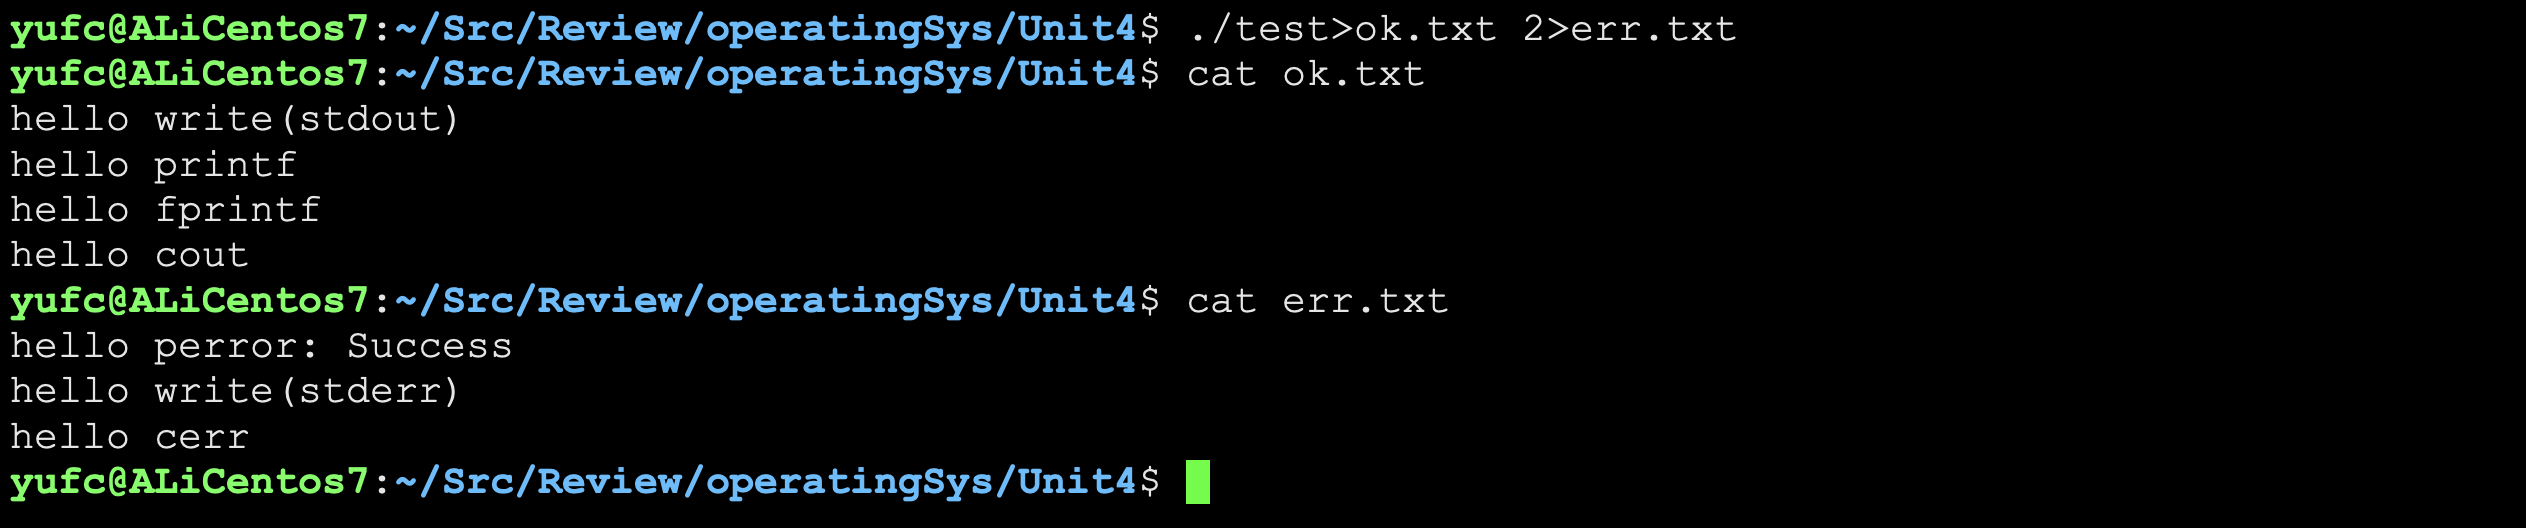 yufc@ALiCentos7:~/Src/Review/operatingSys/Unit4$ ./test>ok.txt 2>err.txt
yufc@ALiCentos7:~/Src/Review/operatingSys/Unit4$ cat ok.txt
hello write(stdout)
hello printf
hello fprintf
hello cout
yufc@ALiCentos7:~/Src/Review/operatingSys/Unit4$ cat err.txt
hello perror: Success
hello write(stderr)
hello cerr
yufc@ALiCentos7:~/Src/Review/operatingSys/Unit4$